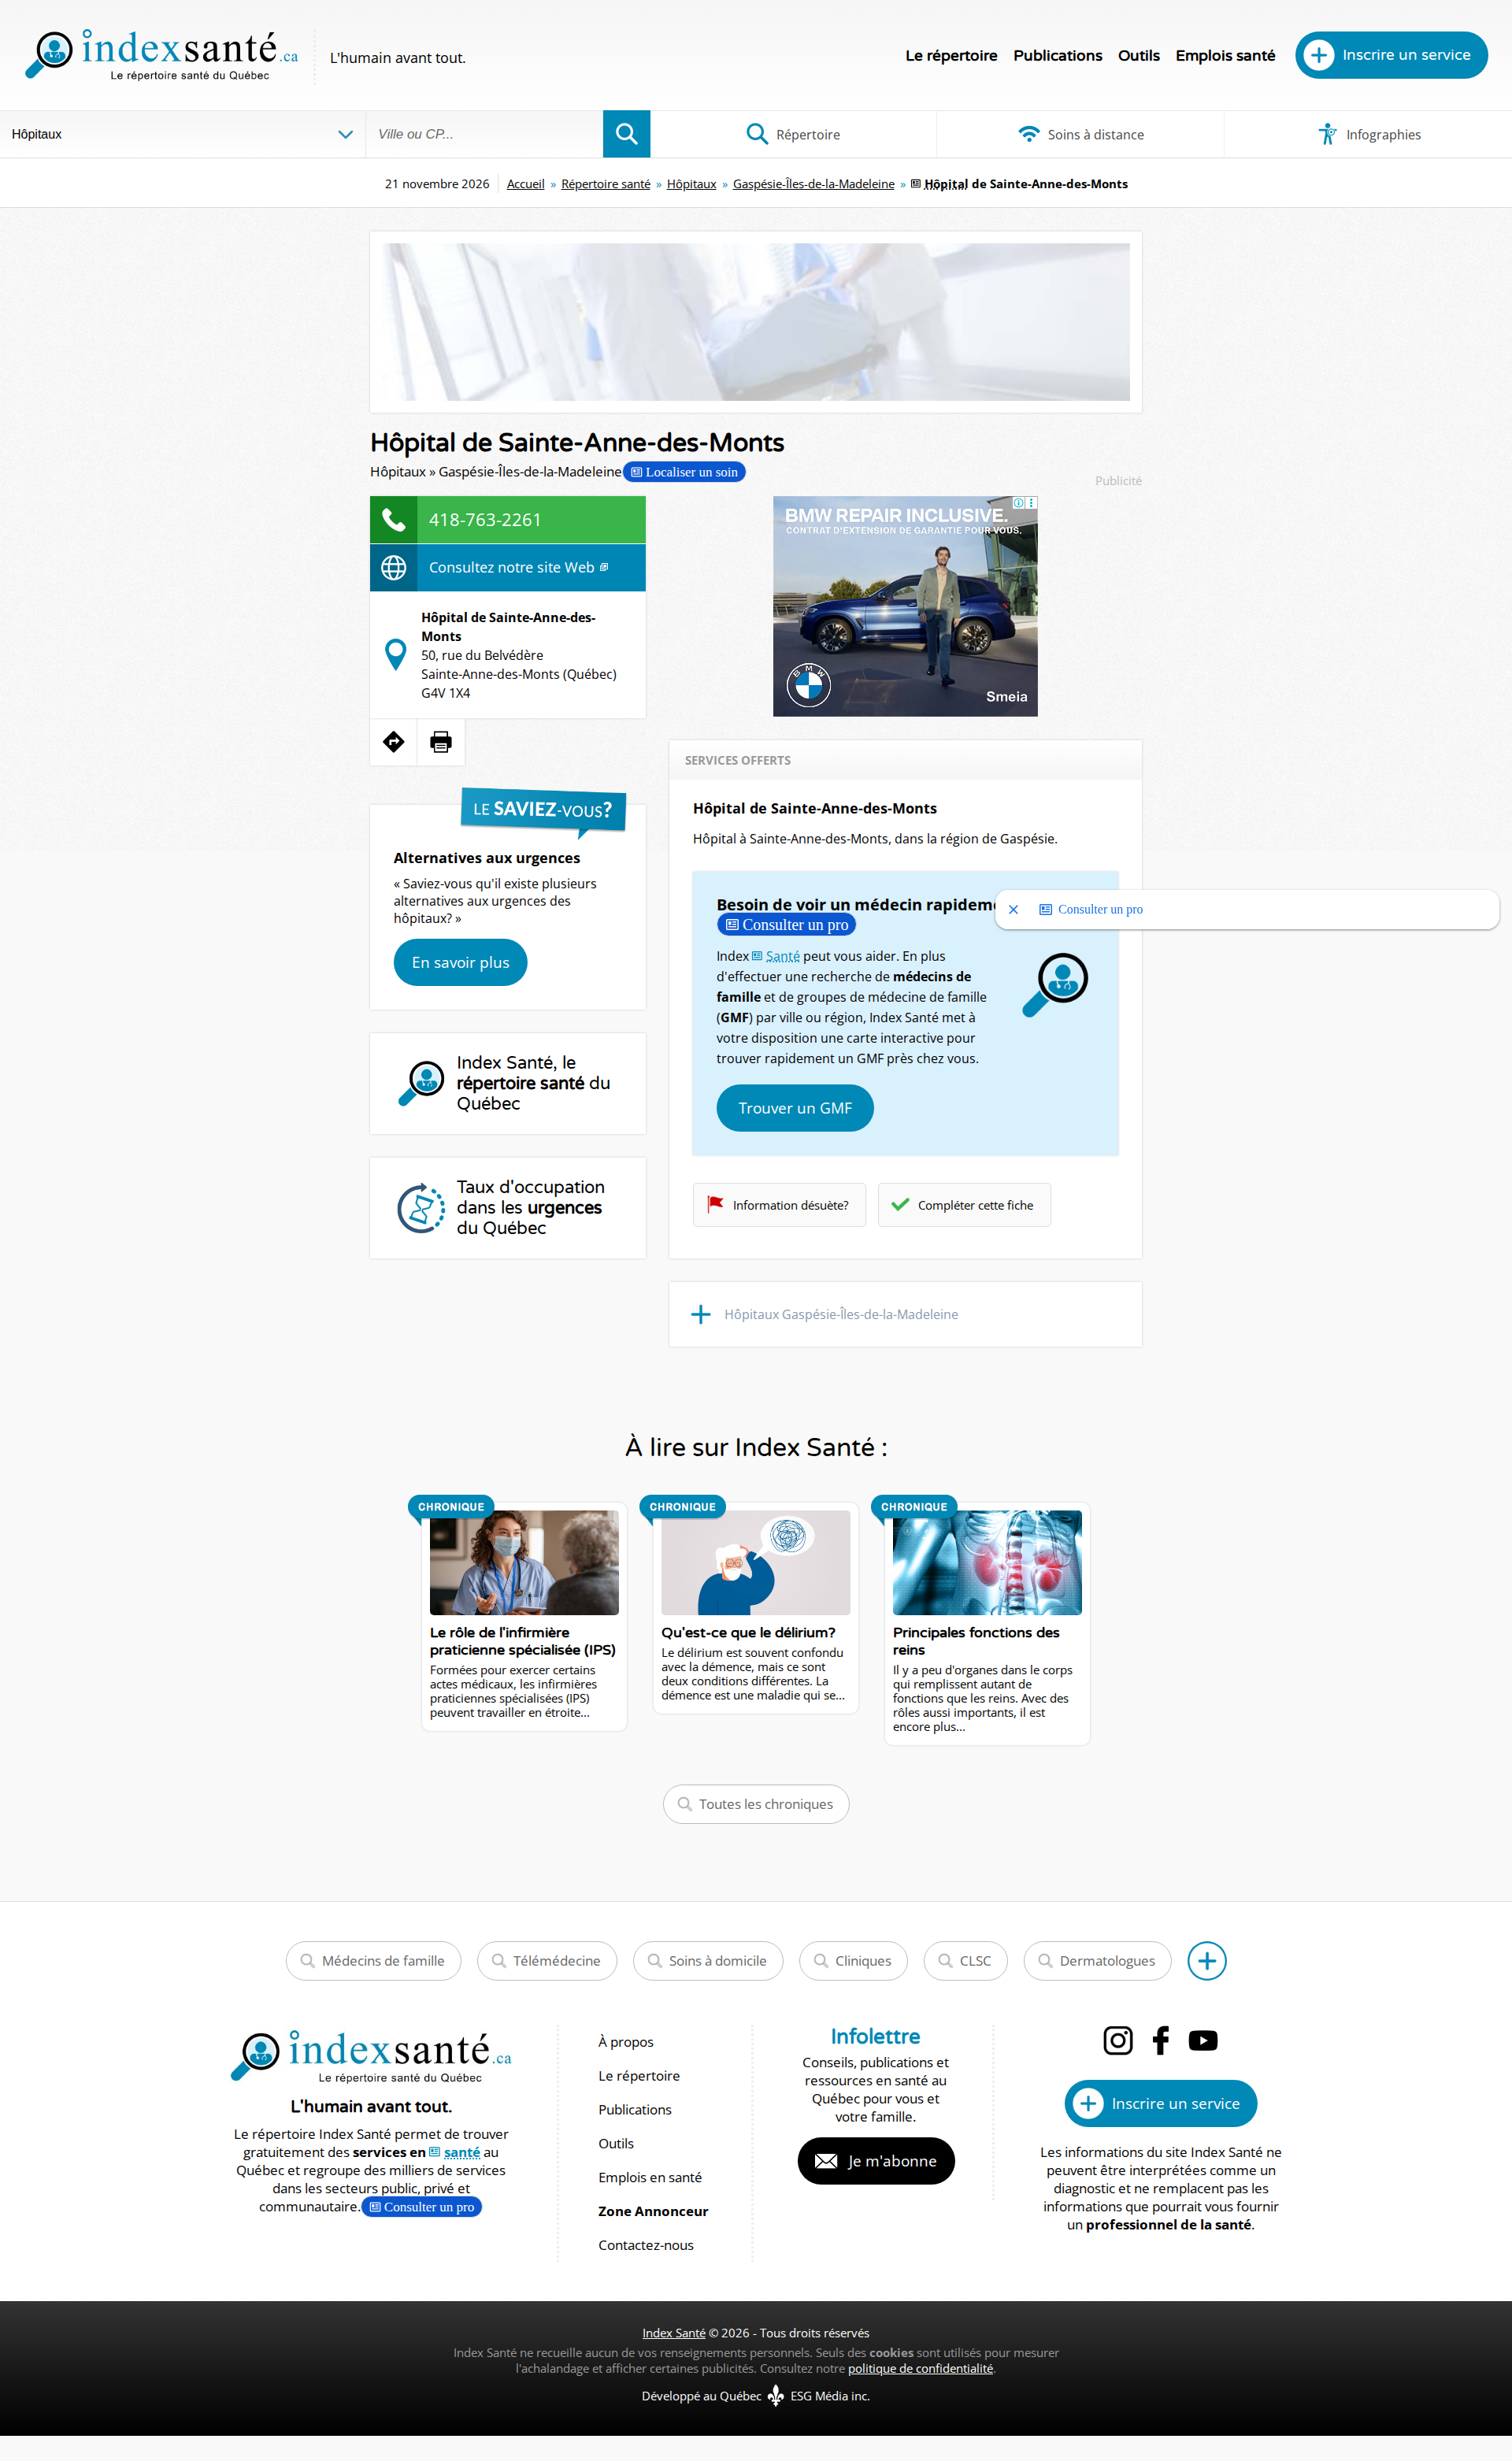 indexsanté.ca
Le répertoire santé du Québec
L'humain avant tout.
Le répertoire
Publications
Outils
Emplois santé
Inscrire un service
Hôpitaux
Ville ou CP...
Répertoire
Soins à distance
Infographies
21 novembre 2026
Accueil » Répertoire santé » Hôpitaux » Gaspésie-Îles-de-la-Madeleine » Hôpital de Sainte-Anne-des-Monts
Hôpital de Sainte-Anne-des-Monts
Hôpitaux » Gaspésie-Îles-de-la-Madeleine Localiser un soin
Publicité
418-763-2261
Consultez notre site Web
Hôpital de Sainte-Anne-des-
Monts
50, rue du Belvédère
Sainte-Anne-des-Monts (Québec)
G4V 1X4
BMW REPAIR INCLUSIVE.
CONTRAT D'EXTENSION DE GARANTIE POUR VOUS.
BMW
Smeia
LE SAVIEZ-VOUS?
Alternatives aux urgences
« Saviez-vous qu'il existe plusieurs
alternatives aux urgences des
hôpitaux? »
En savoir plus
Index Santé, le
répertoire santé du
Québec
Taux d'occupation
dans les urgences
du Québec
SERVICES OFFERTS
Hôpital de Sainte-Anne-des-Monts
Hôpital à Sainte-Anne-des-Monts, dans la région de Gaspésie.
Besoin de voir un médecin rapideme
Consulter un pro
Consulter un pro
Index Santé peut vous aider. En plus
d'effectuer une recherche de médecins de
famille et de groupes de médecine de famille
(GMF) par ville ou région, Index Santé met à
votre disposition une carte interactive pour
trouver rapidement un GMF près chez vous.
Trouver un GMF
Information désuète?
Compléter cette fiche
Hôpitaux Gaspésie-Îles-de-la-Madeleine
À lire sur Index Santé :
CHRONIQUE
Le rôle de l'infirmière
praticienne spécialisée (IPS)
Formées pour exercer certains
actes médicaux, les infirmières
praticiennes spécialisées (IPS)
peuvent travailler en étroite...
CHRONIQUE
Qu'est-ce que le délirium?
Le délirium est souvent confondu
avec la démence, mais ce sont
deux conditions différentes. La
démence est une maladie qui se...
CHRONIQUE
Principales fonctions des
reins
Il y a peu d'organes dans le corps
qui remplissent autant de
fonctions que les reins. Avec des
rôles aussi importants, il est
encore plus...
Toutes les chroniques
Médecins de famille
Télémédecine
Soins à domicile
Cliniques
CLSC
Dermatologues
indexsanté.ca
Le répertoire santé du Québec
L'humain avant tout.
Le répertoire Index Santé permet de trouver
gratuitement des services en santé au
Québec et regroupe des milliers de services
dans les secteurs public, privé et
communautaire. Consulter un pro
À propos
Le répertoire
Publications
Outils
Emplois en santé
Zone Annonceur
Contactez-nous
Infolettre
Conseils, publications et
ressources en santé au
Québec pour vous et
votre famille.
Je m'abonne
Inscrire un service
Les informations du site Index Santé ne
peuvent être interprétées comme un
diagnostic et ne remplacent pas les
informations que pourrait vous fournir
un professionnel de la santé.
Index Santé © 2026 - Tous droits réservés
Index Santé ne recueille aucun de vos renseignements personnels. Seuls des cookies sont utilisés pour mesurer
l'achalandage et afficher certaines publicités. Consultez notre politique de confidentialité.
Développé au Québec ESG Média inc.